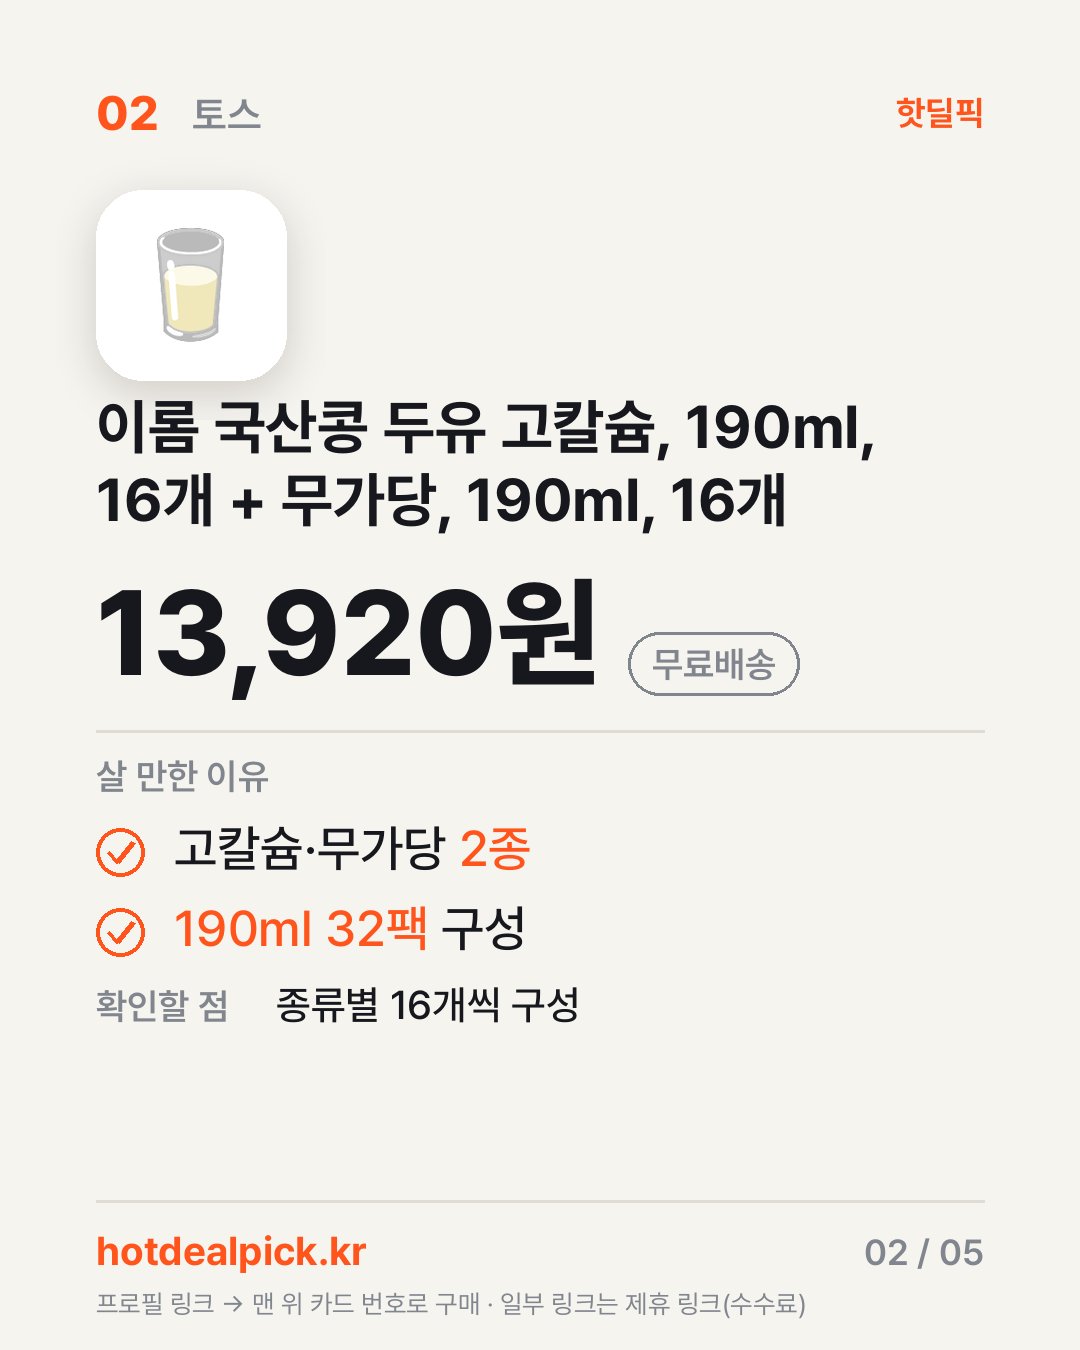 02 토스
핫딜픽
이롬 국산콩 두유 고칼슘, 190ml,
16개 + 무가당, 190ml, 16개
13,920원 무료배송
살 만한 이유
고칼슘·무가당 2종
190ml 32팩 구성
확인할 점 종류별 16개씩 구성
hotdealpick.kr
02 / 05
프로필 링크 → 맨 위 카드 번호로 구매 · 일부 링크는 제휴 링크(수수료)